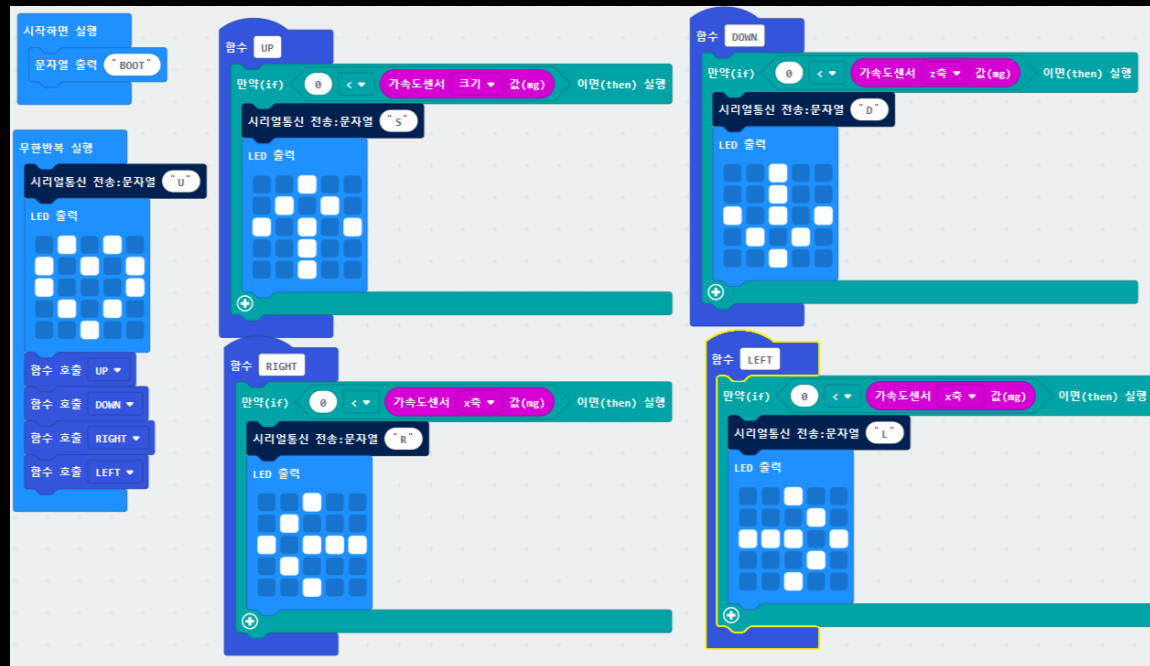 시작하면 실행
문자열 출력 "BOOT"
무한반복 실행
시리얼통신 전송:문자열 "U"
LED 출력
함수 호출 UP
함수 호출 DOWN
함수 호출 RIGHT
함수 호출 LEFT
함수 UP
만약(if) 0 < 가속도센서 크기 값(mg) 이면(then) 실행
시리얼통신 전송:문자열 "S"
LED 출력
함수 DOWN
만약(if) 0 < 가속도센서 z축 값(mg) 이면(then) 실행
시리얼통신 전송:문자열 "D"
LED 출력
함수 RIGHT
만약(if) 0 < 가속도센서 x축 값(mg) 이면(then) 실행
시리얼통신 전송:문자열 "R"
LED 출력
함수 LEFT
만약(if) 0 < 가속도센서 x축 값(mg) 이면(then) 실행
시리얼통신 전송:문자열 "L"
LED 출력